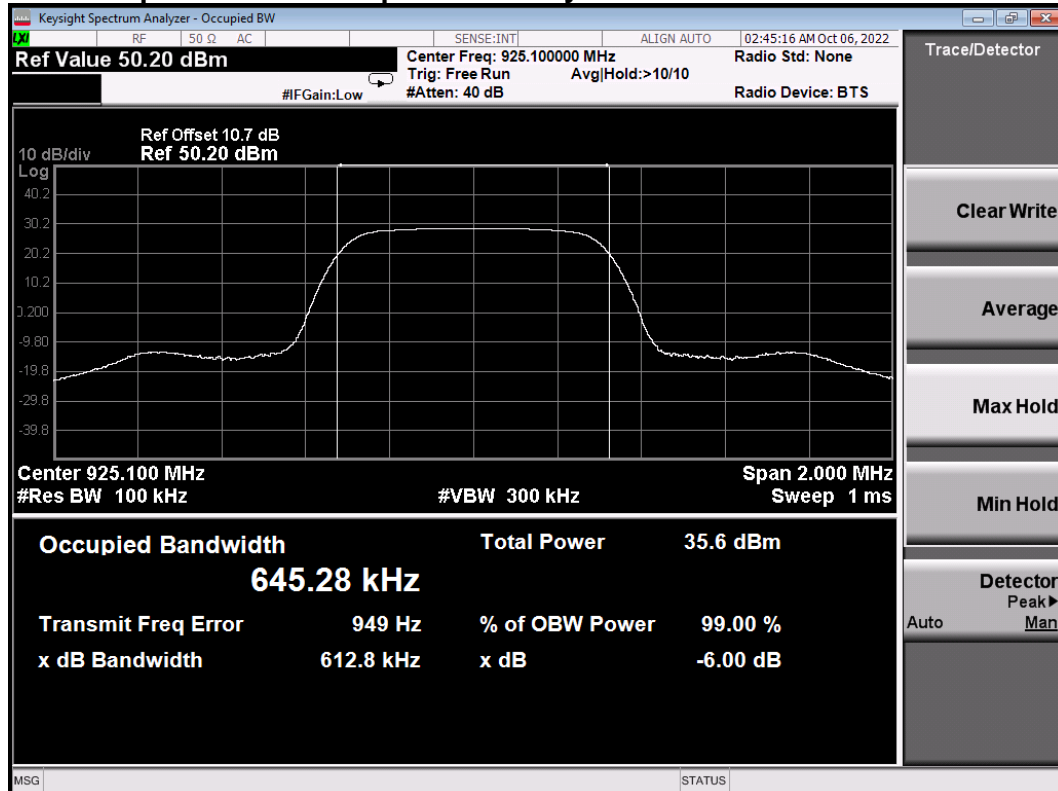 Keysight Spectrum Analyzer - Occupied BW
LXI RF 50 Ω AC SENSE:INT ALIGN AUTO 02:45:16 AM Oct 06, 2022
Ref Value 50.20 dBm
Center Freq: 925.100000 MHz Radio Std: None
Trig: Free Run Avg|Hold:>10/10
#IFGain:Low #Atten: 40 dB Radio Device: BTS
Trace/Detector
Ref Offset 10.7 dB
10 dB/div Ref 50.20 dBm
Log
40.2
30.2
20.2
10.2
0.200
-9.80
-19.8
-29.8
-39.8
Center 925.100 MHz Span 2.000 MHz
#Res BW 100 kHz #VBW 300 kHz Sweep 1 ms
Occupied Bandwidth Total Power 35.6 dBm
645.28 kHz
Transmit Freq Error 949 Hz % of OBW Power 99.00 %
x dB Bandwidth 612.8 kHz x dB -6.00 dB
Clear Write
Average
Max Hold
Min Hold
Detector
Peak▶
Auto Man
MSG STATUS